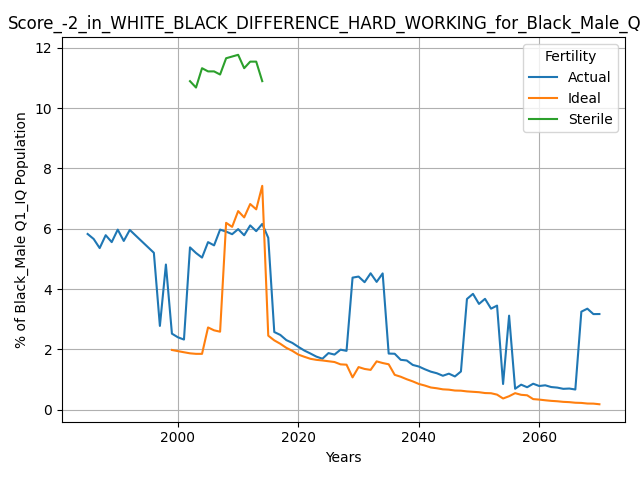 Score_-2_in_WHITE_BLACK_DIFFERENCE_HARD_WORKING_for_Black_Male_Q
12
10
8
6
4
2
0
% of Black_Male Q1_IQ Population
Fertility
Actual
Ideal
Sterile
2000
2020
2040
2060
Years